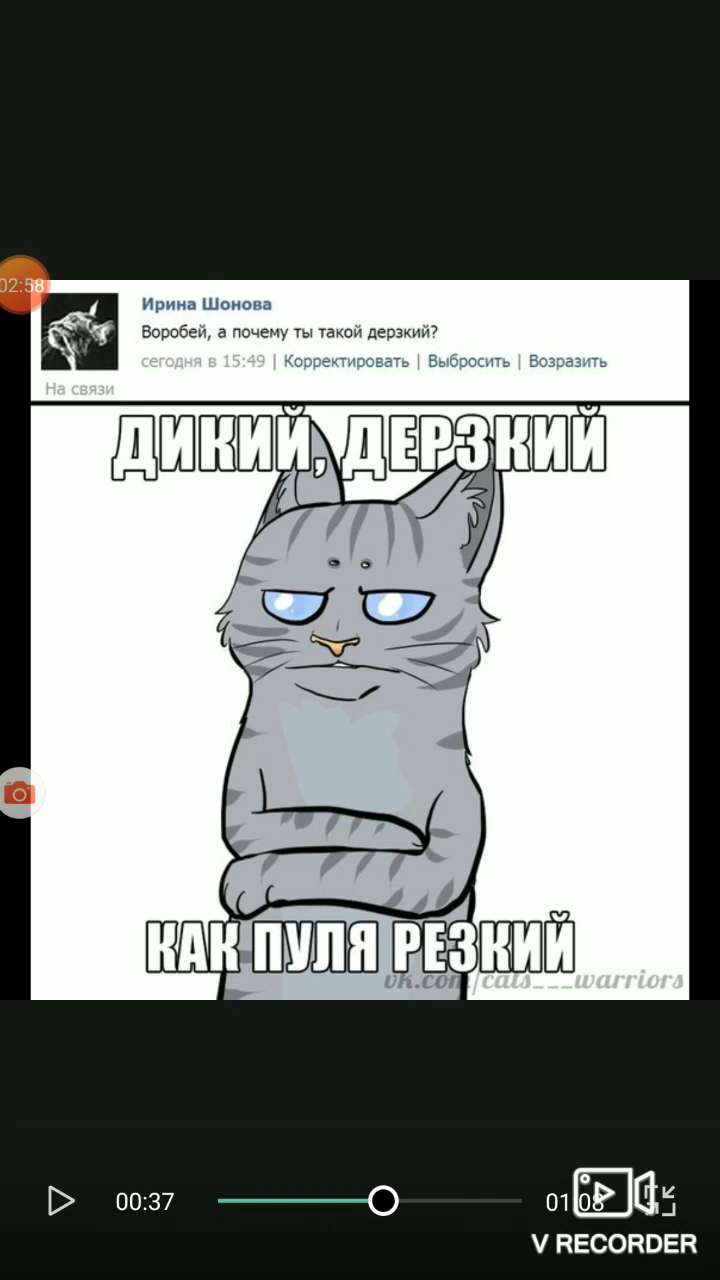 02:58
Ирина Шонова
Воробей, а почему ты такой дерзкий?
сегодня в 15:49 | Корректировать | Выбросить | Возразить
На связи
ДИКИЙ, ДЕРЗКИЙ
КАК ПУЛЯ РЕЗКИЙ
vk.com/cats___warriors
00:37
01:08
V RECORDER